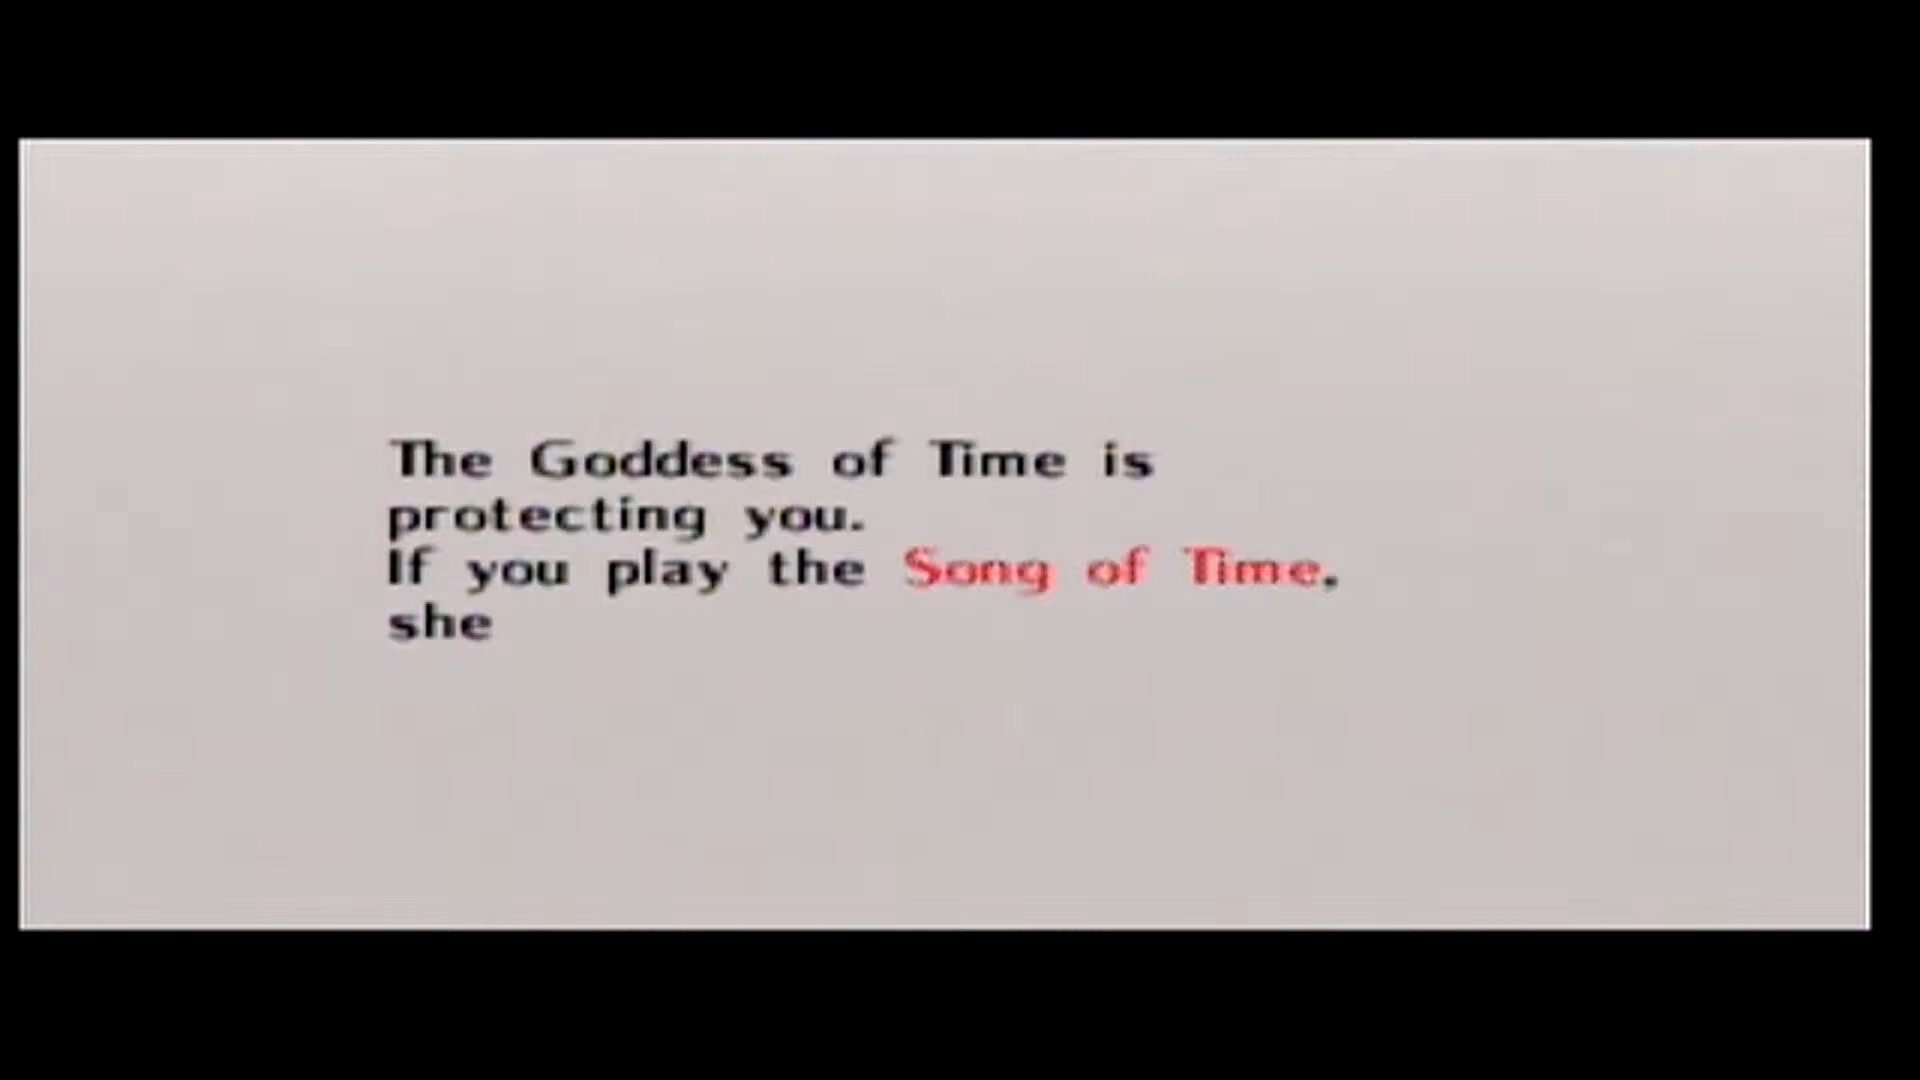 The Goddess of Time is
protecting you.
If you play the Song of Time,
she